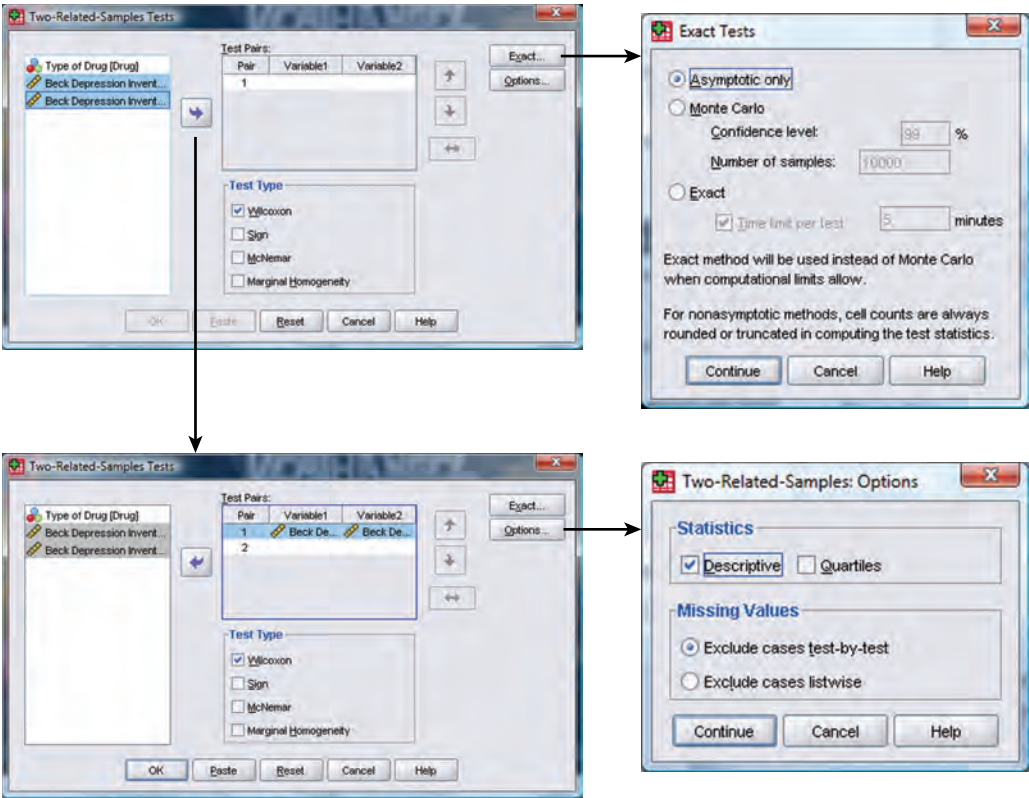 Two-Related-Samples Tests
Type of Drug [Drug]
Beck Depression Invent...
Beck Depression Invent...
Test Pairs:
Pair Variable1 Variable2
1
Exact...
Options...
Test Type
Wilcoxon
Sign
McNemar
Marginal Homogeneity
OK Paste Reset Cancel Help
Exact Tests
Asymptotic only
Monte Carlo
Confidence level: 99 %
Number of samples: 10000
Exact
Time limit per test 5 minutes
Exact method will be used instead of Monte Carlo
when computational limits allow.
For nonasymptotic methods, cell counts are always
rounded or truncated in computing the test statistics.
Continue Cancel Help
Two-Related-Samples Tests
Type of Drug [Drug]
Beck Depression Invent...
Beck Depression Invent...
Test Pairs:
Pair Variable1 Variable2
1 Beck De... Beck De...
2
Exact...
Options...
Test Type
Wilcoxon
Sign
McNemar
Marginal Homogeneity
OK Paste Reset Cancel Help
Two-Related-Samples: Options
Statistics
Descriptive Quartiles
Missing Values
Exclude cases test-by-test
Exclude cases listwise
Continue Cancel Help